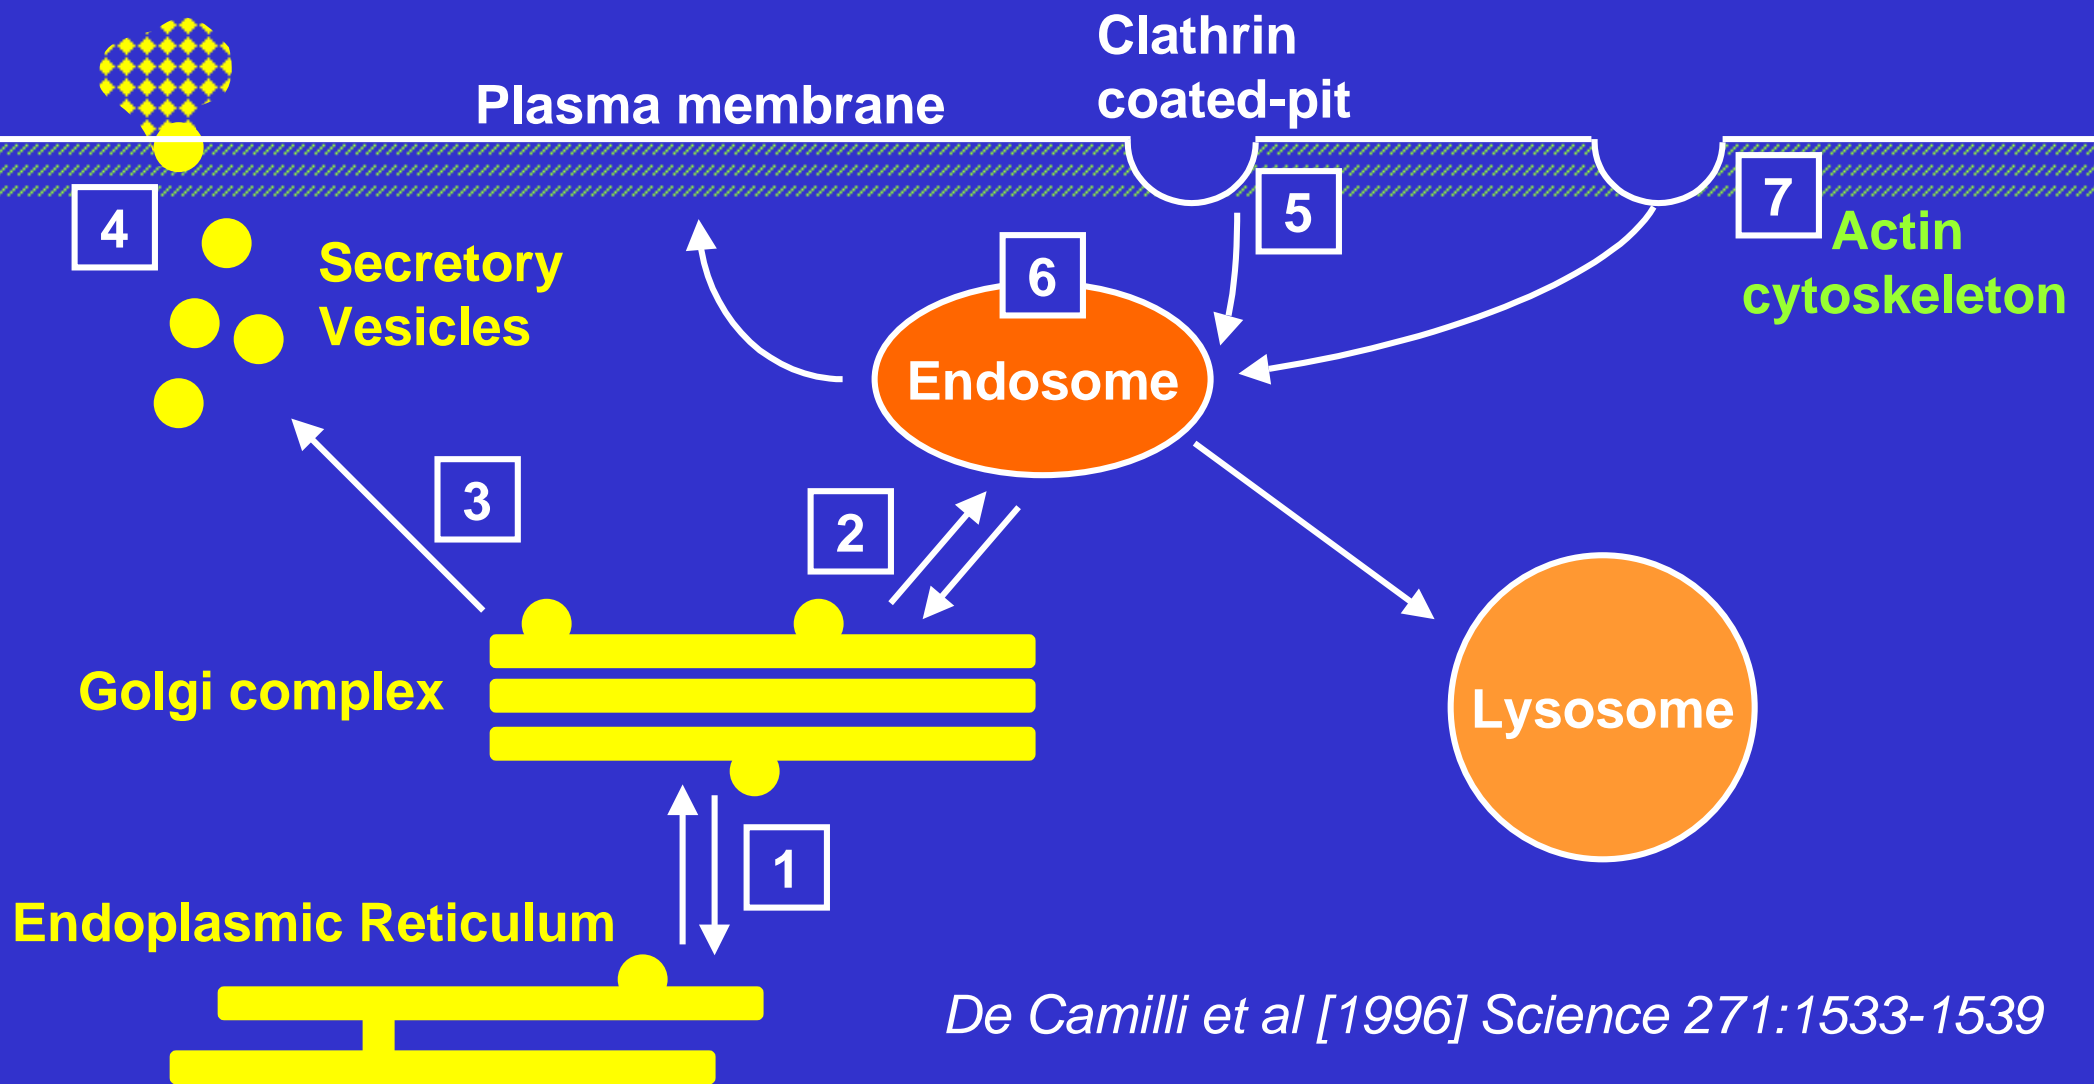 Clathrin
coated-pit
Plasma membrane
4
5
7
Secretory
Vesicles
6
Actin
cytoskeleton
Endosome
3
2
Golgi complex
Lysosome
1
Endoplasmic Reticulum
De Camilli et al [1996] Science 271:1533-1539